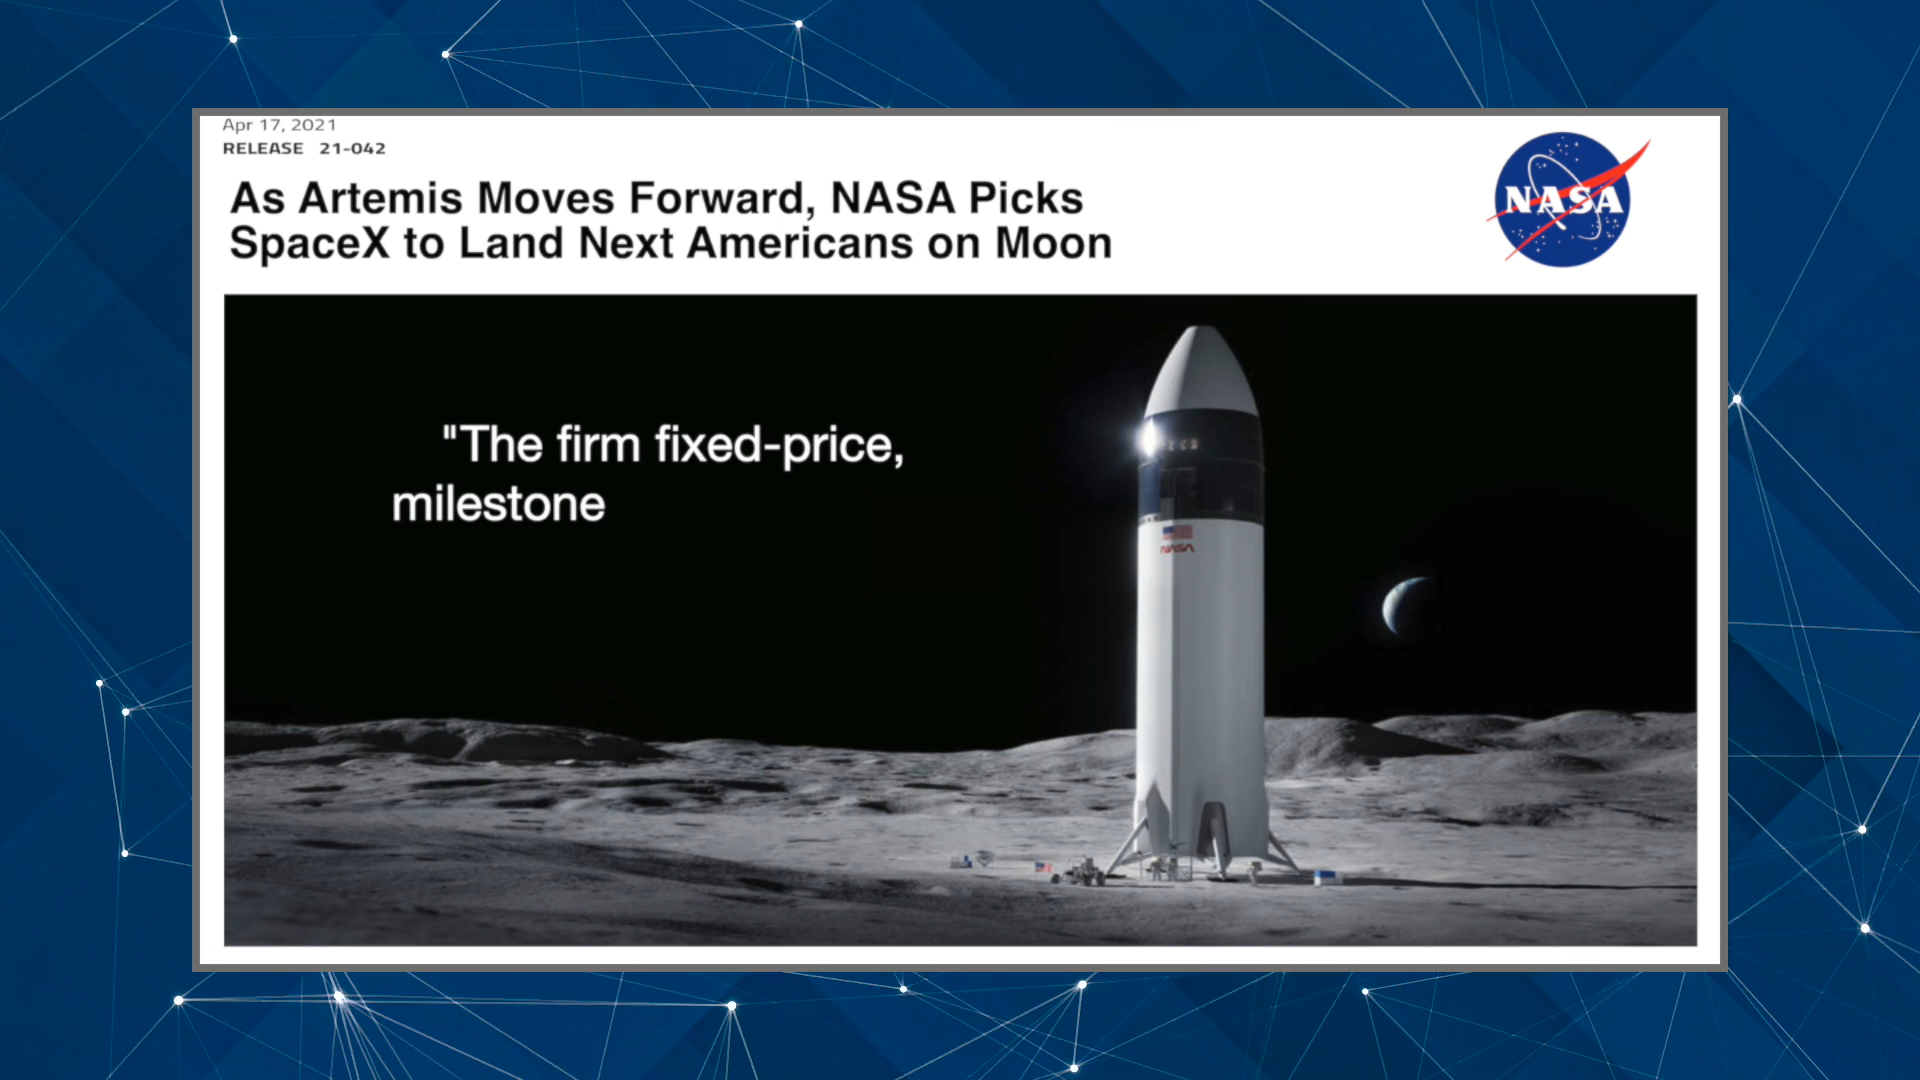 Apr 17, 2021
RELEASE 21-042
As Artemis Moves Forward, NASA Picks
SpaceX to Land Next Americans on Moon
NASA
"The firm fixed-price,
milestone
NASA